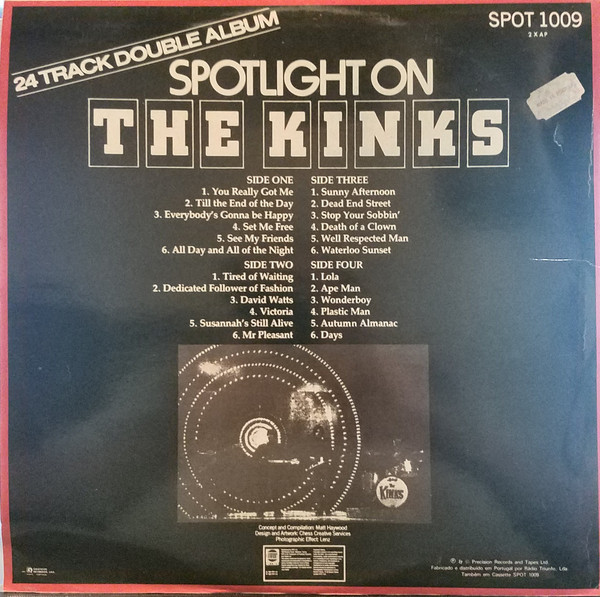 24 TRACK DOUBLE ALBUM
SPOT 1009
2 X AP
SPOTLIGHT ON
THE KINKS
SIDE ONE
1. You Really Got Me
2. Till the End of the Day
3. Everybody's Gonna be Happy
4. Set Me Free
5. See My Friends
6. All Day and All of the Night
SIDE TWO
1. Tired of Waiting
2. Dedicated Follower of Fashion
3. David Watts
4. Victoria
5. Susannah's Still Alive
6. Mr Pleasant
SIDE THREE
1. Sunny Afternoon
2. Dead End Street
3. Stop Your Sobbin'
4. Death of a Clown
5. Well Respected Man
6. Waterloo Sunset
SIDE FOUR
1. Lola
2. Ape Man
3. Wonderboy
4. Plastic Man
5. Autumn Almanac
6. Days
The
KINKS
Concept and Compilation Matt Haywood
Design and Artwork: Chess Creative Services
Photographic Effect Lenz
Ⓟ & © Precision Records and Tapes Ltd.
Fabricado e distribuído em Portugal por Rádio Triunfo, Lda.
Também em Cassete SPOT 1009